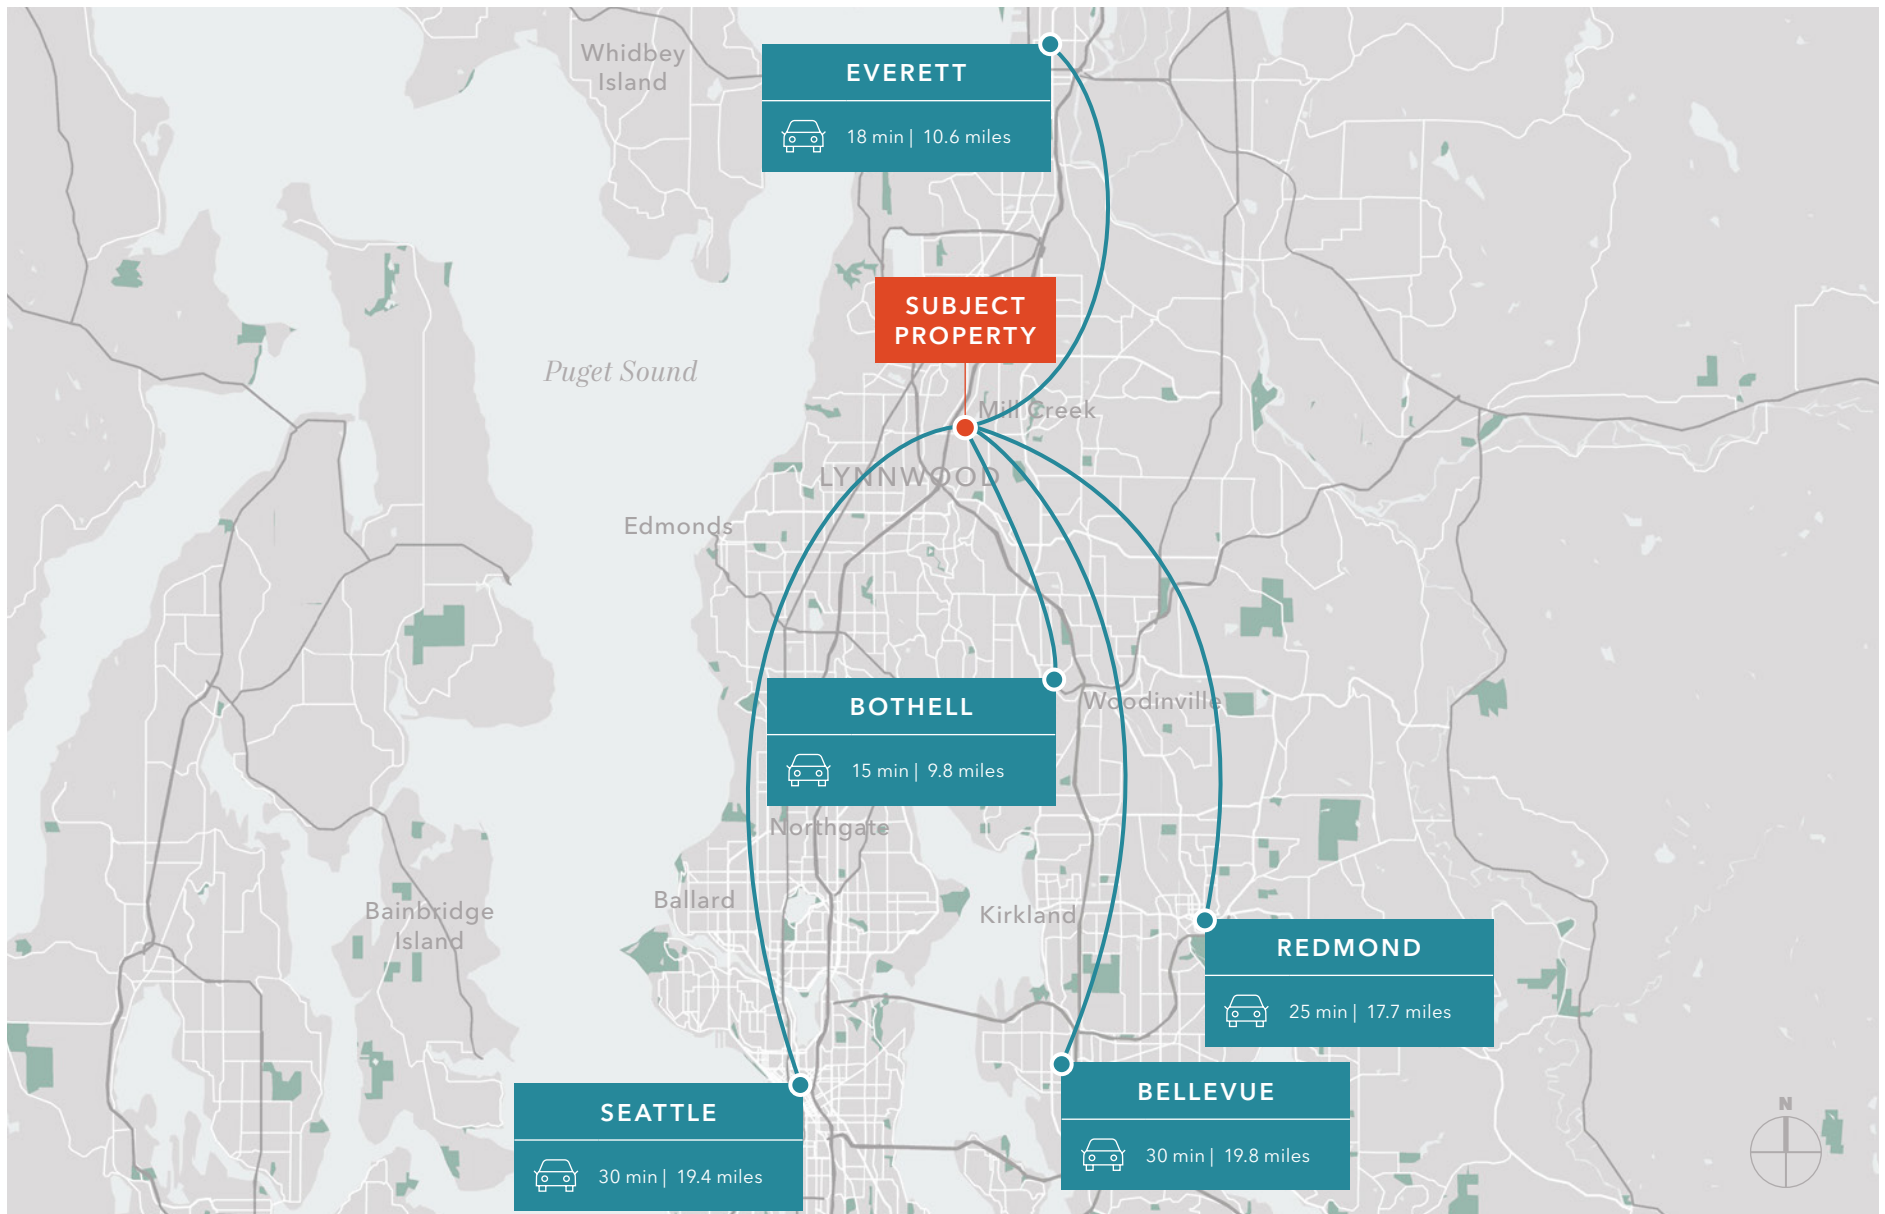 Whidbey
Island
EVERETT
18 min | 10.6 miles
SUBJECT
PROPERTY
Puget Sound
Mill Creek
LYNNWOOD
Edmonds
BOTHELL
15 min | 9.8 miles
Woodinville
Northgate
Ballard
Bainbridge
Island
Kirkland
REDMOND
25 min | 17.7 miles
BELLEVUE
30 min | 19.8 miles
SEATTLE
30 min | 19.4 miles
N